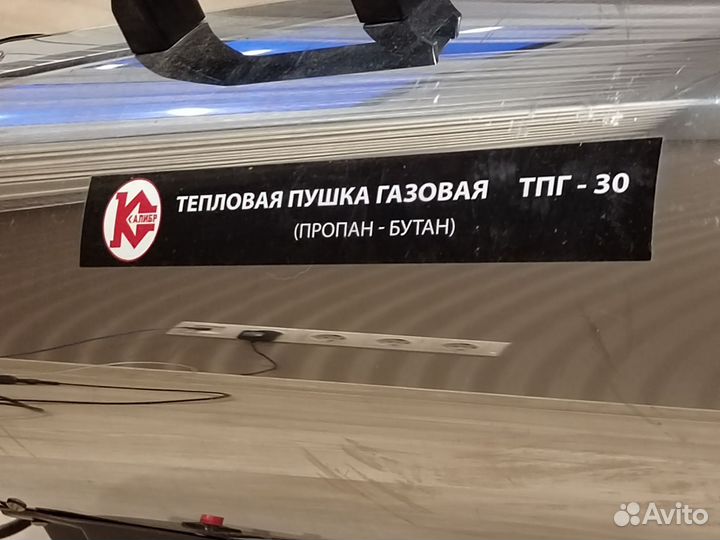 КАЛИБР
ТЕПЛОВАЯ ПУШКА ГАЗОВАЯ ТПГ - 30
(ПРОПАН - БУТАН)
Avito